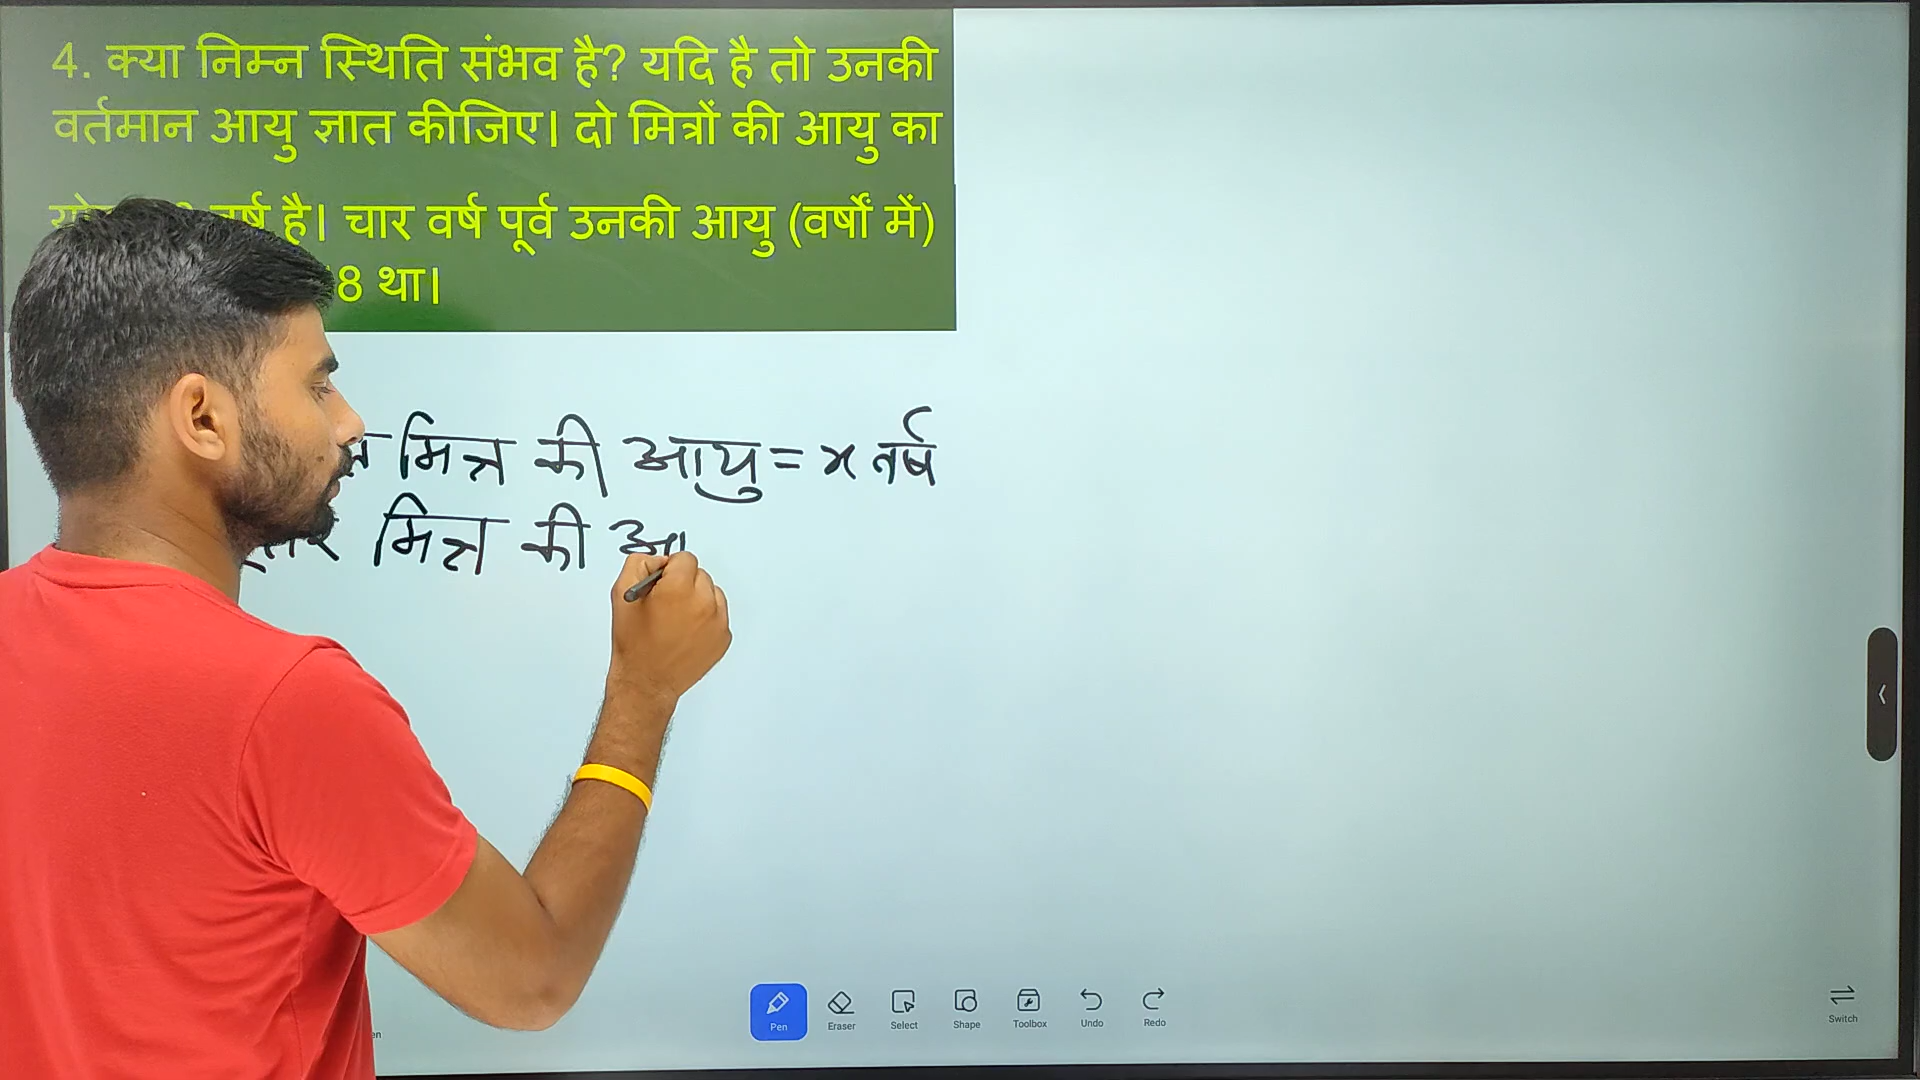 4. क्या निम्न स्थिति संभव है? यदि है तो उनकी
वर्तमान आयु ज्ञात कीजिए। दो मित्रों की आयु का
वर्ष है। चार वर्ष पूर्व उनकी आयु (वर्षों में)
8 था।
मित्र की आयु = x वर्ष
मित्र की आ
Pen
Eraser
Select
Shape
Toolbox
Undo
Redo
Switch